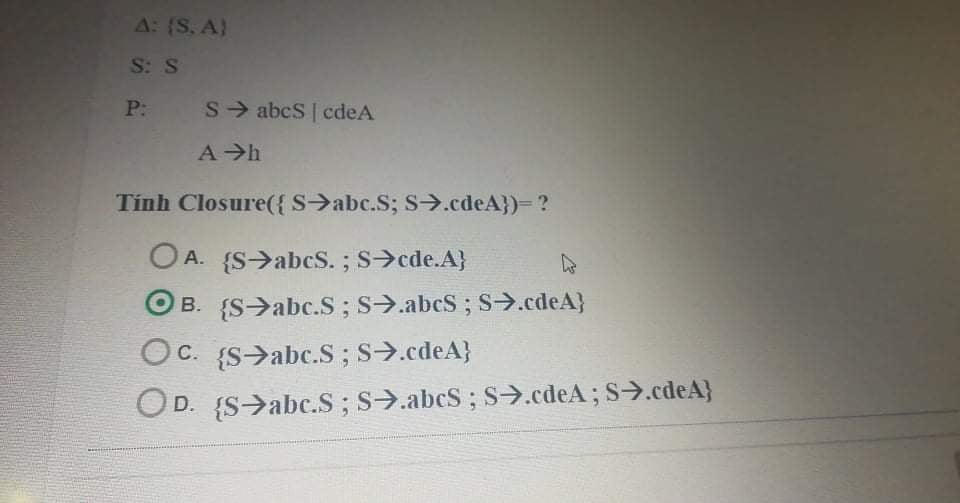 Δ: {S, A}
S: S
P: S→ abcS | cdeA
A →h
Tính Closure({ S→abc.S; S→.cdeA})= ?
A. {S→abcS. ; S→cde.A}
B. {S→abc.S ; S→.abcS ; S→.cdeA}
C. {S→abc.S ; S→.cdeA}
D. {S→abc.S ; S→.abcS ; S→.cdeA ; S→.cdeA}